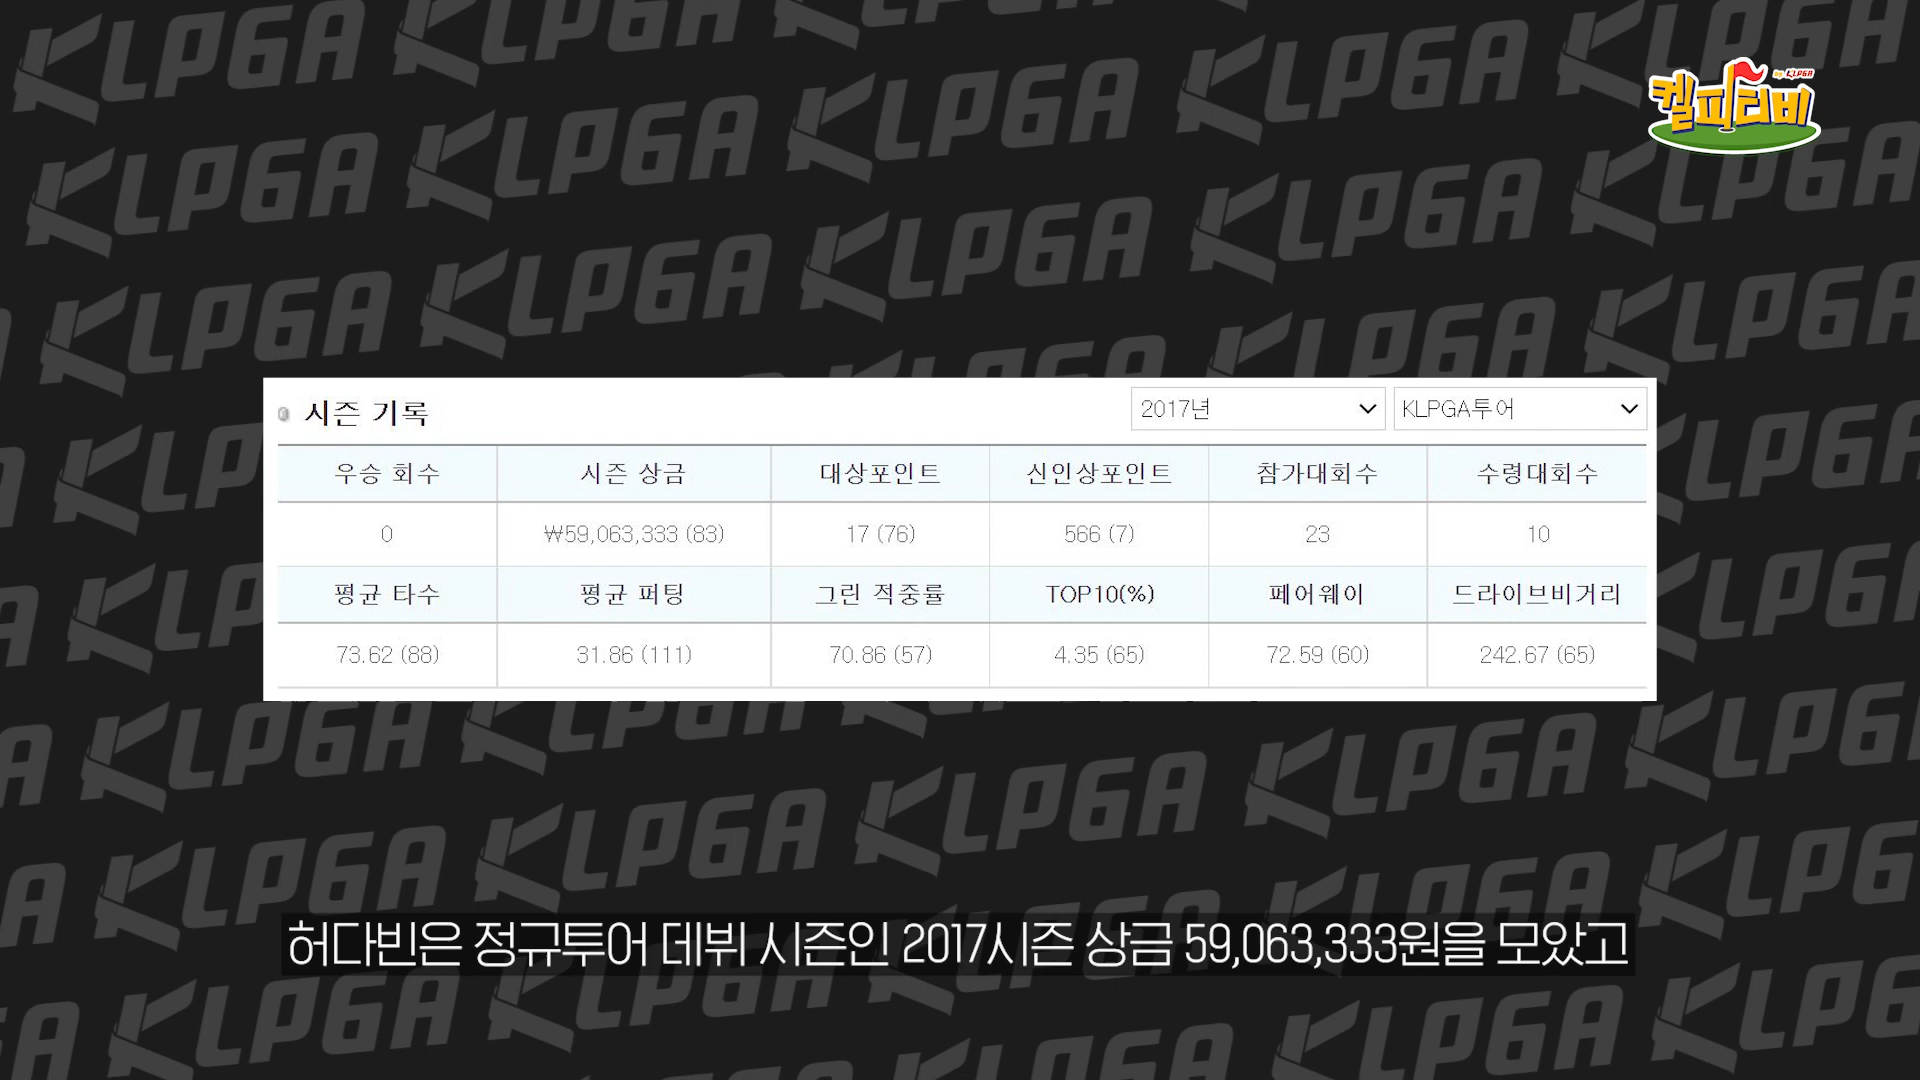 KLPGA
켈피티비
by KLPGA
시즌 기록
2017년
KLPGA투어
우승 회수 시즌 상금 대상포인트 신인상포인트 참가대회수 수령대회수
0 ₩59,063,333 (83) 17 (76) 566 (7) 23 10
평균 타수 평균 퍼팅 그린 적중률 TOP10(%) 페어웨이 드라이브비거리
73.62 (88) 31.86 (111) 70.86 (57) 4.35 (65) 72.59 (60) 242.67 (65)
허다빈은 정규투어 데뷔 시즌인 2017시즌 상금 59,063,333원을 모았고